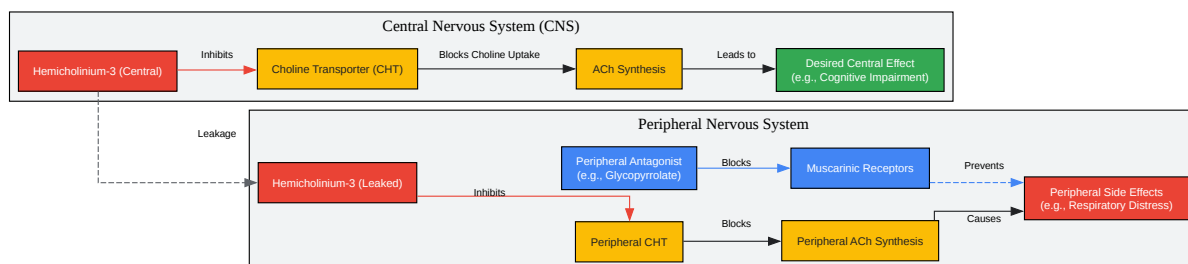 Central Nervous System (CNS)
Hemicholinium-3 (Central)
Inhibits
Choline Transporter (CHT)
Blocks Choline Uptake
ACh Synthesis
Leads to
Desired Central Effect
(e.g., Cognitive Impairment)
Leakage
Peripheral Nervous System
Hemicholinium-3 (Leaked)
Inhibits
Peripheral Antagonist
(e.g., Glycopyrrolate)
Blocks
Muscarinic Receptors
Prevents
Peripheral Side Effects
(e.g., Respiratory Distress)
Peripheral CHT
Blocks
Peripheral ACh Synthesis
Causes